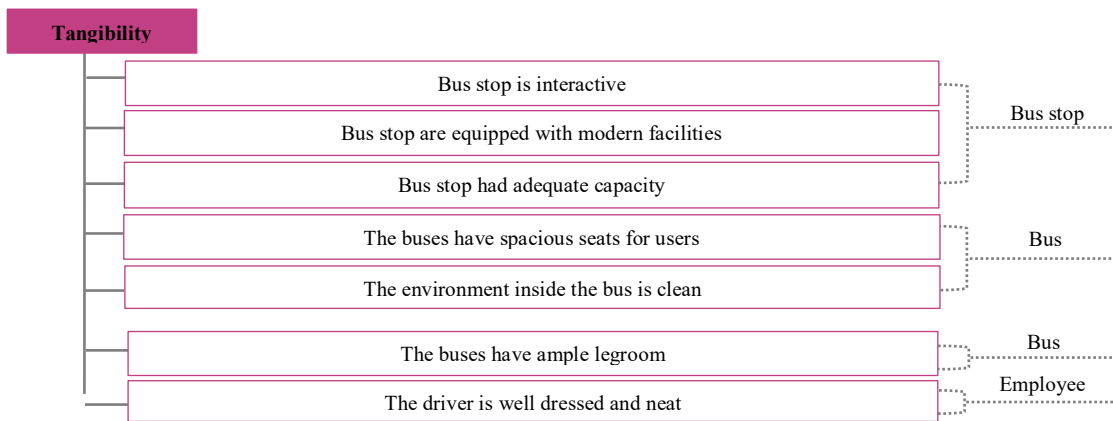 Tangibility
Bus stop is interactive
Bus stop are equipped with modern facilities
Bus stop
Bus stop had adequate capacity
The buses have spacious seats for users
Bus
The environment inside the bus is clean
The buses have ample legroom
Bus
The driver is well dressed and neat
Employee